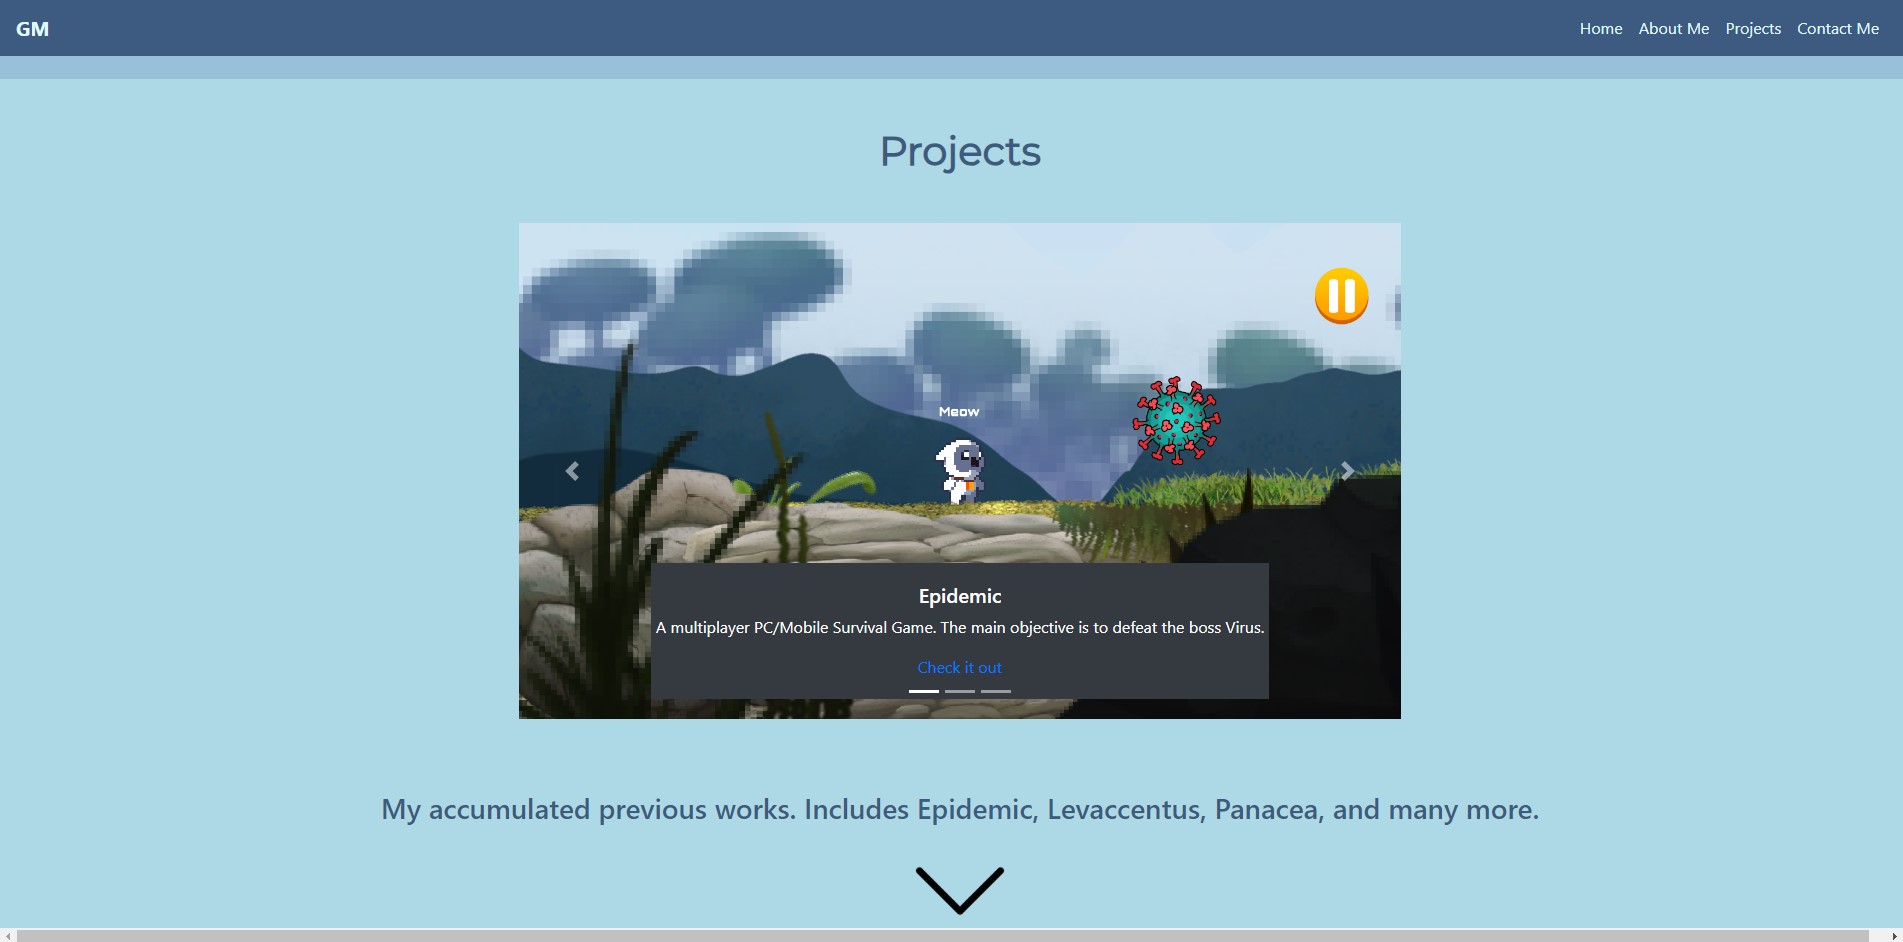 GM
Home About Me Projects Contact Me
Projects
Meow
Epidemic
A multiplayer PC/Mobile Survival Game. The main objective is to defeat the boss Virus.
Check it out
My accumulated previous works. Includes Epidemic, Levaccentus, Panacea, and many more.